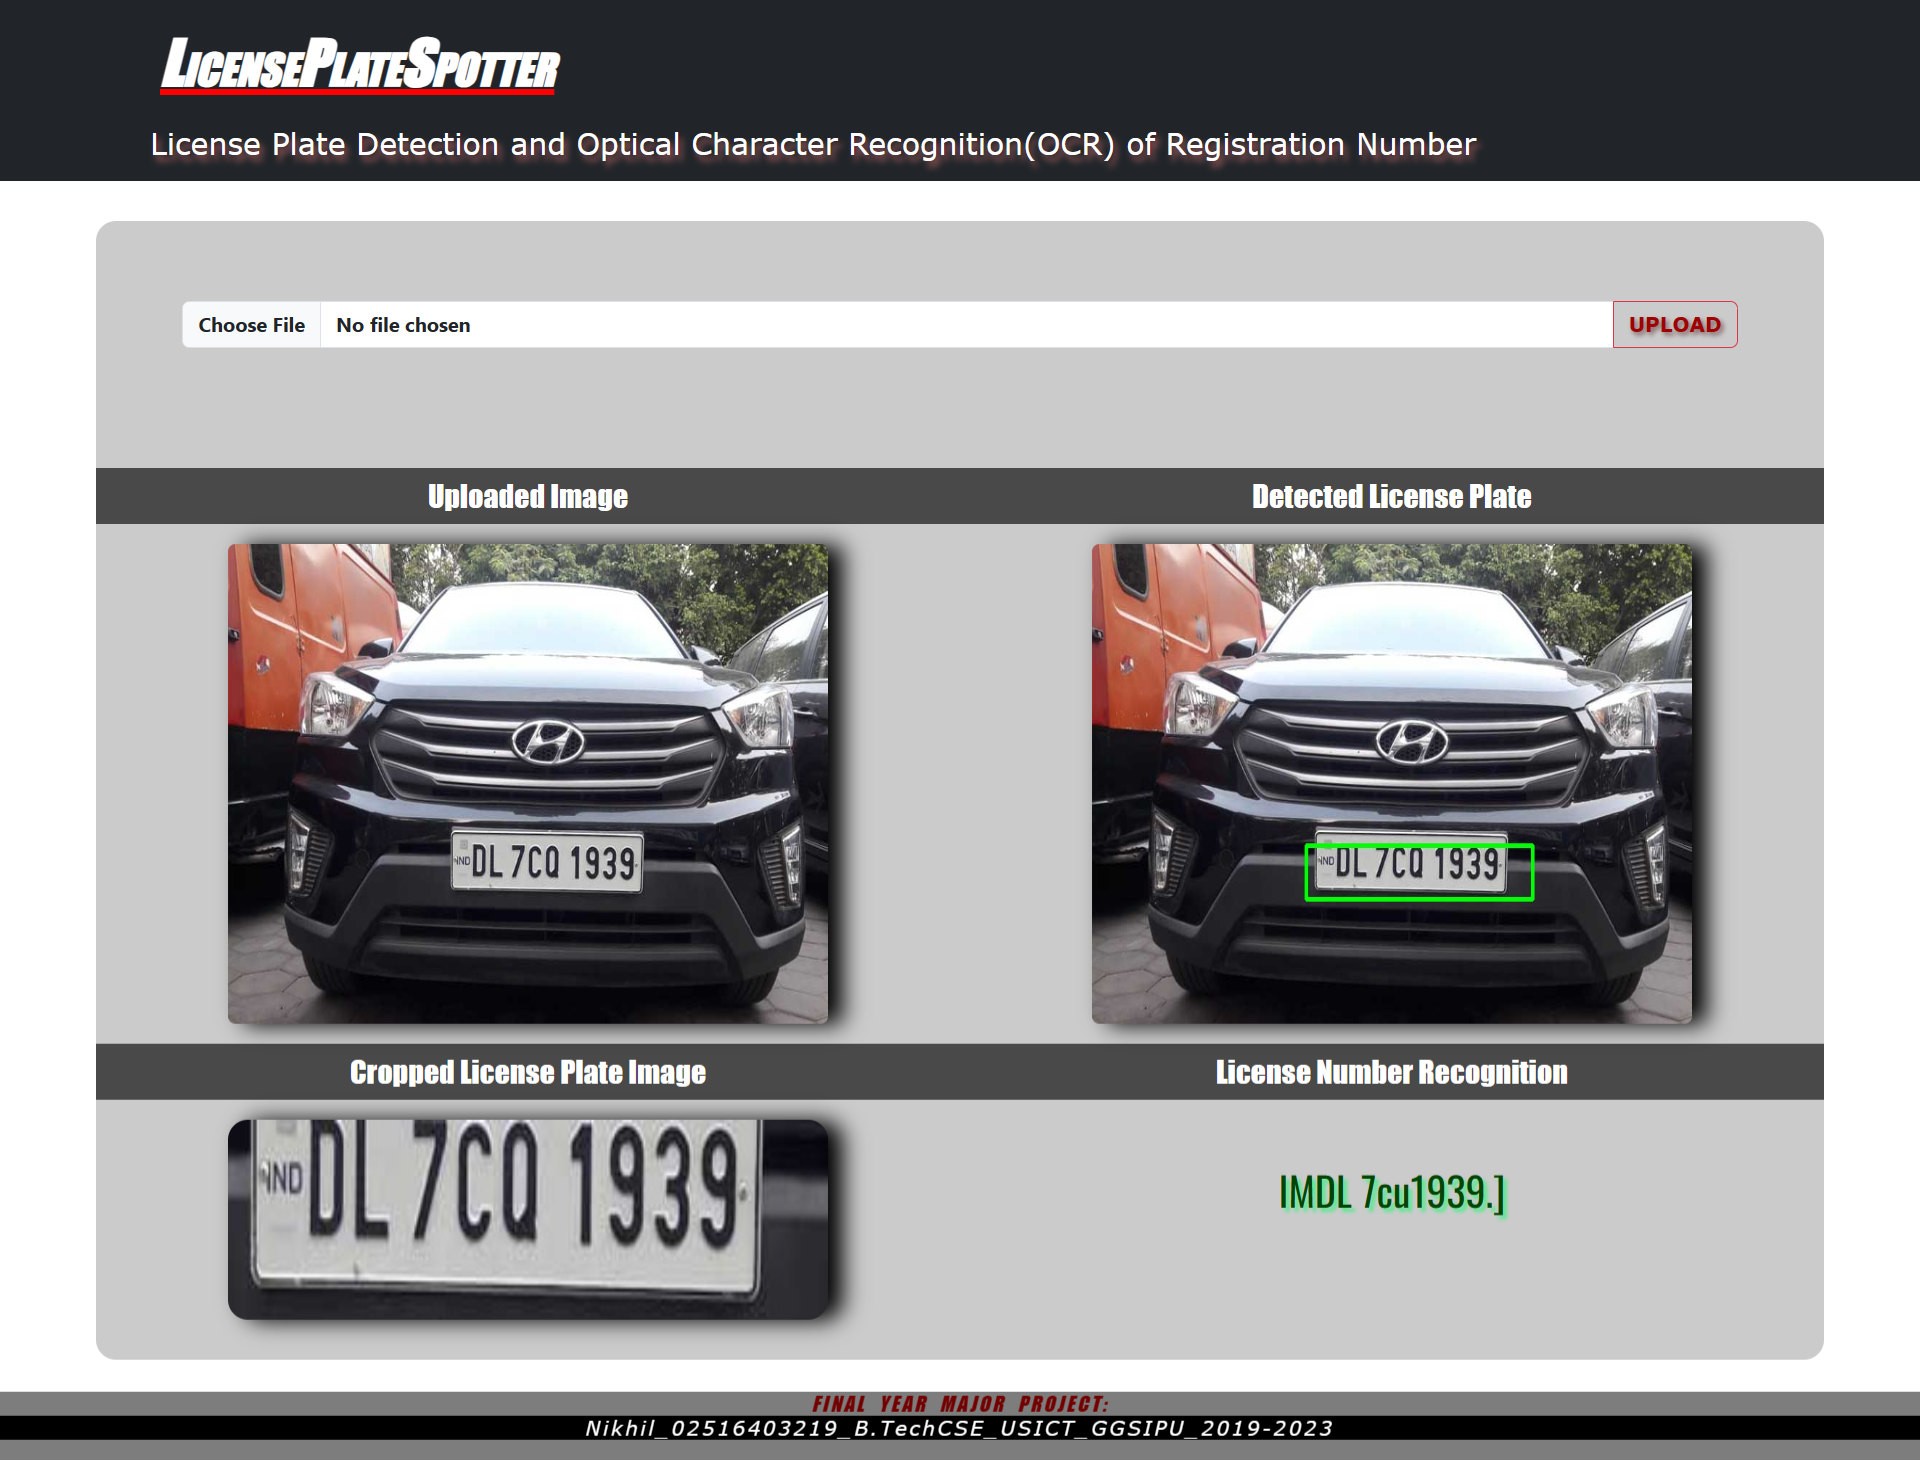 LicensePlateSpotter
License Plate Detection and Optical Character Recognition(OCR) of Registration Number
Choose File No file chosen UPLOAD
Uploaded Image Detected License Plate
IND DL 7CQ 1939 IND DL 7CQ 1939
Cropped License Plate Image License Number Recognition
IND DL 7CQ 1939 IMDL 7cu1939.]
FINAL YEAR MAJOR PROJECT:
Nikhil_02516403219_B.TechCSE_USICT_GGSIPU_2019-2023